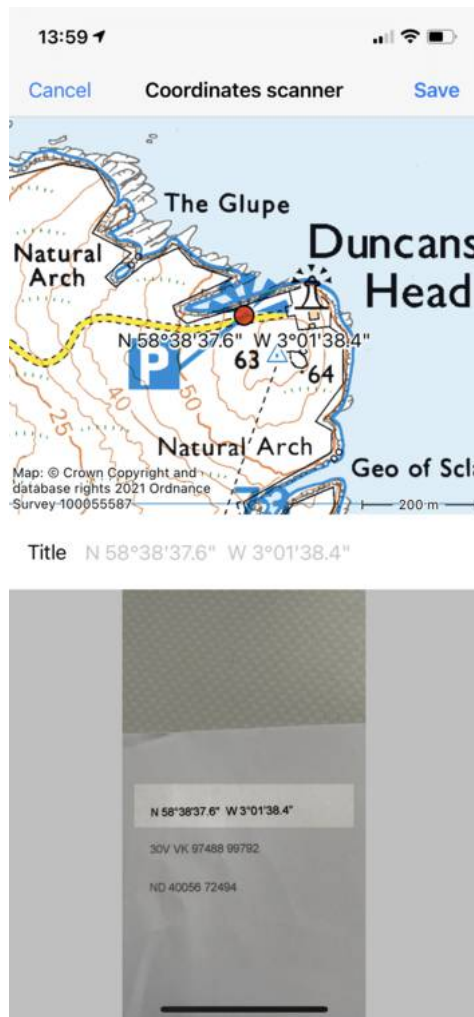 13:59
Cancel Coordinates scanner Save
The Glupe
Duncans
Head
Natural
Arch
N 58°38'37.6" W 3°01'38.4"
P
63
64
25
40
50
Natural Arch
Geo of Scl
Map: © Crown Copyright and
database rights 2021 Ordnance
Survey 100055587
200 m
Title N 58°38'37.6" W 3°01'38.4"
N 58°38'37.6" W 3°01'38.4"
30V VK 97488 99792
ND 40056 72494